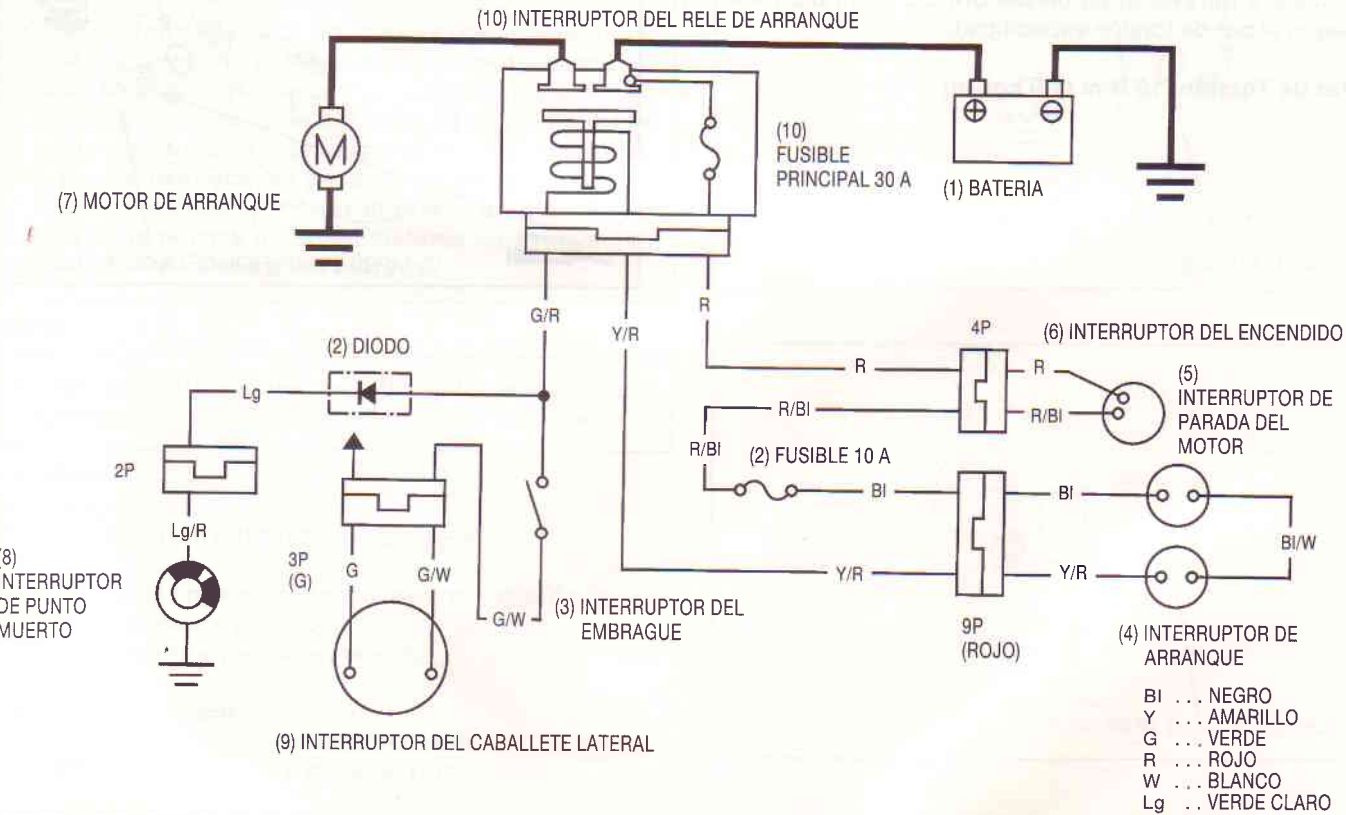 (10) INTERRUPTOR DEL RELE DE ARRANQUE
M
(7) MOTOR DE ARRANQUE
(10)
FUSIBLE
PRINCIPAL 30 A
(1) BATERIA
G/R
Y/R
R
4P
(6) INTERRUPTOR DEL ENCENDIDO
(2) DIODO
Lg
R
R
(5)
INTERRUPTOR DE
PARADA DEL
MOTOR
R/Bl
R/Bl
R/Bl
(2) FUSIBLE 10 A
2P
Bl
Bl
Bl/W
Lg/R
(8)
INTERRUPTOR
DE PUNTO
MUERTO
3P
(G)
G
G/W
G/W
(3) INTERRUPTOR DEL
EMBRAGUE
Y/R
Y/R
9P
(ROJO)
(4) INTERRUPTOR DE
ARRANQUE
(9) INTERRUPTOR DEL CABALLETE LATERAL
Bl ... NEGRO
Y ... AMARILLO
G ... VERDE
R ... ROJO
W ... BLANCO
Lg .. VERDE CLARO